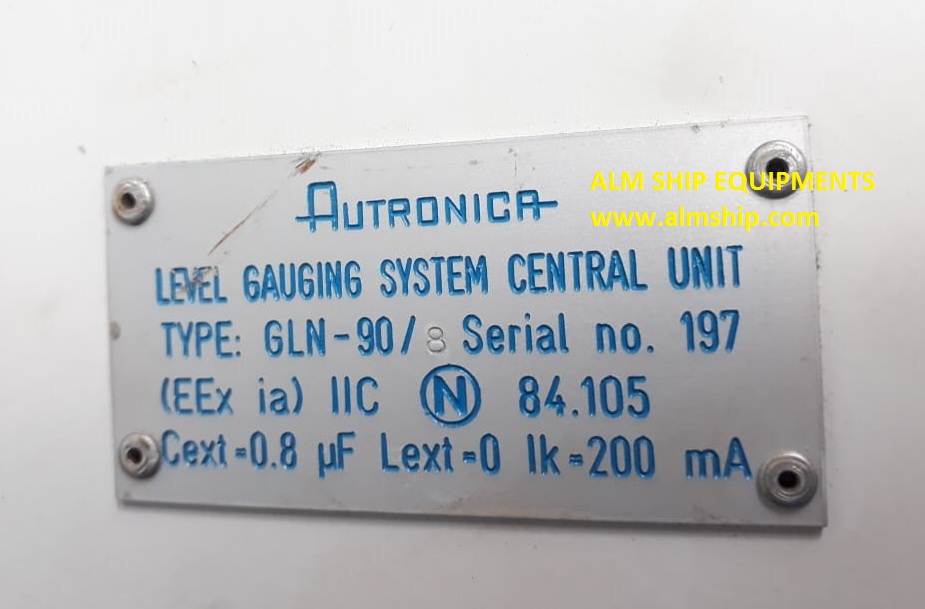 AUTRONICA
ALM SHIP EQUIPMENTS
www.almship.com
LEVEL GAUGING SYSTEM CENTRAL UNIT
TYPE: GLN-90/8 Serial no. 197
(EEx ia) IIC N 84.105
Cext=0.8 µF Lext=0 Ik=200 mA